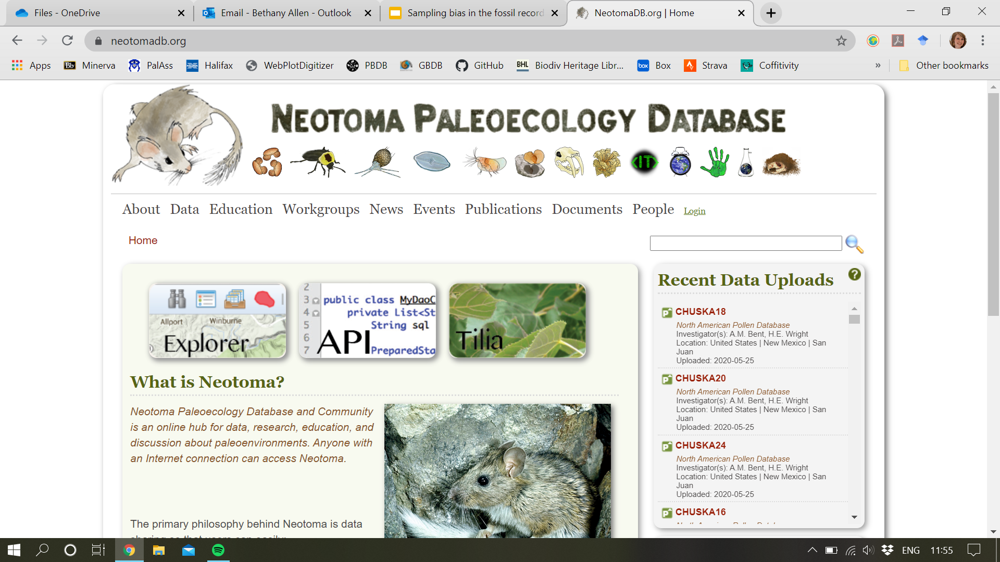 Files - OneDrive
Email - Bethany Allen - Outlook
Sampling bias in the fossil record
NeotomaDB.org | Home
neotomadb.org
Apps
Bb Minerva
PalAss
HALIFAX Halifax
WebPlotDigitizer
PBDB
GBDB
GitHub
BHL Biodiv Heritage Libr...
box Box
Strava
Coffitivity
»
Other bookmarks
NEOTOMA PALEOECOLOGY DATABASE
IT
About Data Education Workgroups News Events Publications Documents People Login
Home
Allport Winburne
Explorer
2
3 public class MyDaoC
4 private List<St
5 String sql
6
7 PreparedSta
API
Tilia
What is Neotoma?
Neotoma Paleoecology Database and Community
is an online hub for data, research, education, and
discussion about paleoenvironments. Anyone with
an Internet connection can access Neotoma.
The primary philosophy behind Neotoma is data
Recent Data Uploads
?
P CHUSKA18
North American Pollen Database
Investigator(s): A.M. Bent, H.E. Wright
Location: United States | New Mexico | San
Juan
Uploaded: 2020-05-25
P CHUSKA20
North American Pollen Database
Investigator(s): A.M. Bent, H.E. Wright
Location: United States | New Mexico | San
Juan
Uploaded: 2020-05-25
P CHUSKA24
North American Pollen Database
Investigator(s): A.M. Bent, H.E. Wright
Location: United States | New Mexico | San
Juan
Uploaded: 2020-05-25
P CHUSKA16
ENG 11:55